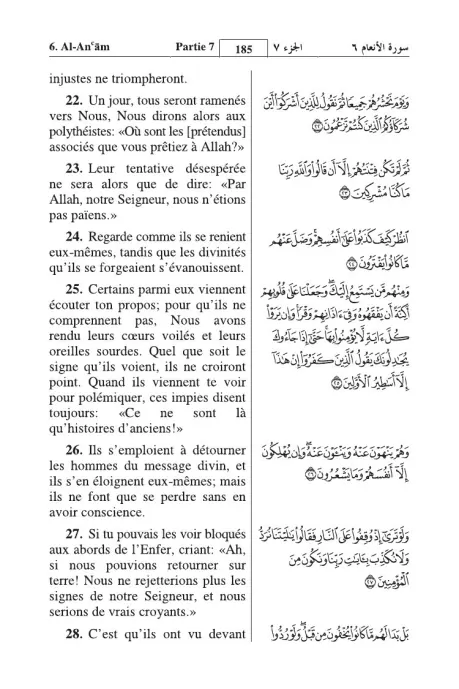 6. Al-Anᶜām Partie 7 185 الجزء ٧ سورة الأنعام ٦
injustes ne triompheront.
22. Un jour, tous seront ramenés
vers Nous, Nous dirons alors aux
polythéistes: «Où sont les [prétendus]
associés que vous prêtiez à Allah?»
23. Leur tentative désespérée
ne sera alors que de dire: «Par
Allah, notre Seigneur, nous n'étions
pas païens.»
24. Regarde comme ils se renient
eux-mêmes, tandis que les divinités
qu'ils se forgeaient s'évanouissent.
25. Certains parmi eux viennent
écouter ton propos; pour qu'ils ne
comprennent pas, Nous avons
rendu leurs cœurs voilés et leurs
oreilles sourdes. Quel que soit le
signe qu'ils voient, ils ne croiront
point. Quand ils viennent te voir
pour polémiquer, ces impies disent
toujours: «Ce ne sont là
qu'histoires d'anciens!»
26. Ils s'emploient à détourner
les hommes du message divin, et
ils s'en éloignent eux-mêmes; mais
ils ne font que se perdre sans en
avoir conscience.
27. Si tu pouvais les voir bloqués
aux abords de l'Enfer, criant: «Ah,
si nous pouvions retourner sur
terre! Nous ne rejetterions plus les
signes de notre Seigneur, et nous
serions de vrais croyants.»
28. C'est qu'ils ont vu devant
وَيَوْمَ نَحْشُرُهُمْ جَمِيعًا ثُمَّ نَقُولُ لِلَّذِينَ أَشْرَكُوٓا۟ أَيْنَ
شُرَكَآؤُكُمُ ٱلَّذِينَ كُنتُمْ تَزْعُمُونَ ٢٢
ثُمَّ لَمْ تَكُن فِتْنَتُهُمْ إِلَّآ أَن قَالُوا۟ وَٱللَّهِ رَبِّنَا
مَا كُنَّا مُشْرِكِينَ ٢٣
ٱنظُرْ كَيْفَ كَذَبُوا۟ عَلَىٰٓ أَنفُسِهِمْ وَضَلَّ عَنْهُم
مَّا كَانُوا۟ يَفْتَرُونَ ٢٤
وَمِنْهُم مَّن يَسْتَمِعُ إِلَيْكَ وَجَعَلْنَا عَلَىٰ قُلُوبِهِمْ
أَكِنَّةً أَن يَفْقَهُوهُ وَفِىٓ ءَاذَانِهِمْ وَقْرًا وَإِن يَرَوْا۟
كُلَّ ءَايَةٍ لَّا يُؤْمِنُوا۟ بِهَا حَتَّىٰٓ إِذَا جَآءُوكَ
يُجَٰدِلُونَكَ يَقُولُ ٱلَّذِينَ كَفَرُوٓا۟ إِنْ هَٰذَآ
إِلَّآ أَسَٰطِيرُ ٱلْأَوَّلِينَ ٢٥
وَهُمْ يَنْهَوْنَ عَنْهُ وَيَنْـَٔوْنَ عَنْهُ وَإِن يُهْلِكُونَ
إِلَّآ أَنفُسَهُمْ وَمَا يَشْعُرُونَ ٢٦
وَلَوْ تَرَىٰٓ إِذْ وُقِفُوا۟ عَلَى ٱلنَّارِ فَقَالُوا۟ يَٰلَيْتَنَا نُرَدُّ
وَلَا نُكَذِّبَ بِـَٔايَٰتِ رَبِّنَا وَنَكُونَ مِنَ
ٱلْمُؤْمِنِينَ ٢٧
بَلْ بَدَا لَهُم مَّا كَانُوا۟ يُخْفُونَ مِن قَبْلُ وَلَوْ رُدُّوا۟